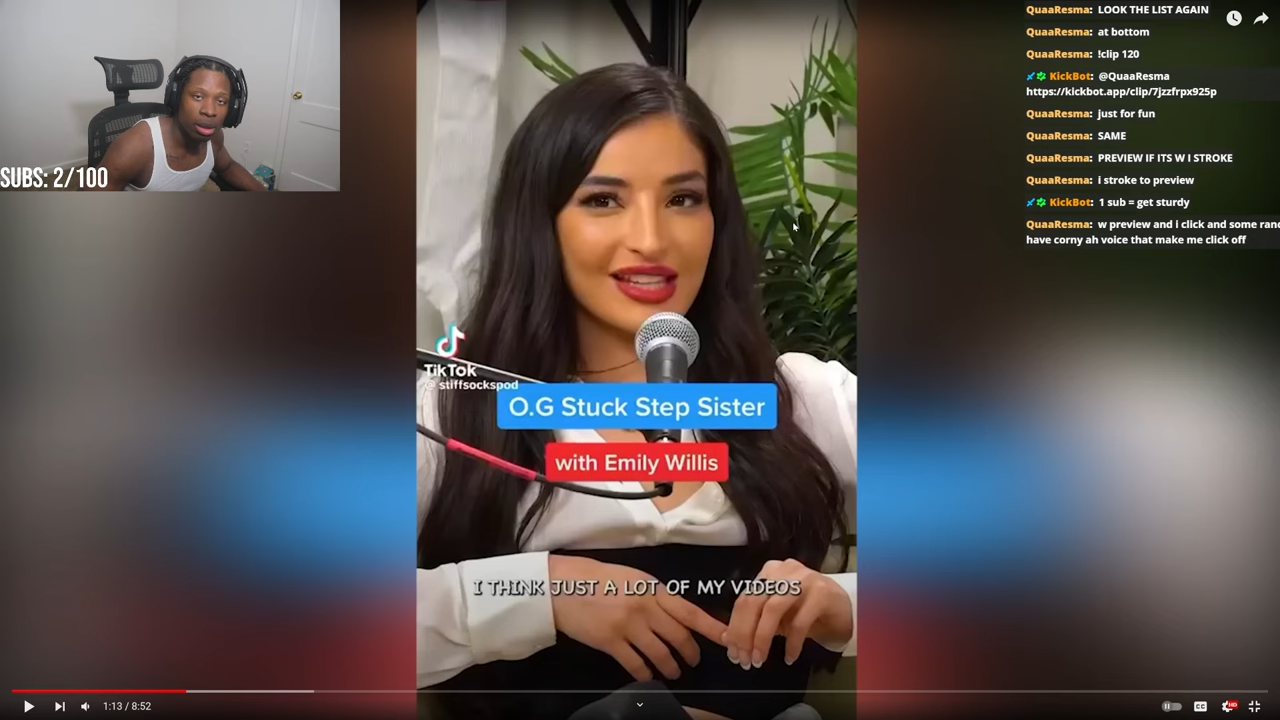 SUBS: 2/100
TikTok
@ stiffsockspod
O.G Stuck Step Sister
with Emily Willis
I THINK JUST A LOT OF MY VIDEOS
QuaaResma: LOOK THE LIST AGAIN
QuaaResma: at bottom
QuaaResma: !clip 120
KickBot: @QuaaResma
https://kickbot.app/clip/7jzzfrpx925p
QuaaResma: just for fun
QuaaResma: SAME
QuaaResma: PREVIEW IF ITS W I STROKE
QuaaResma: i stroke to preview
KickBot: 1 sub = get sturdy
QuaaResma: w preview and i click and some
have corny ah voice that make me click off
1:13 / 8:52
CC
HD